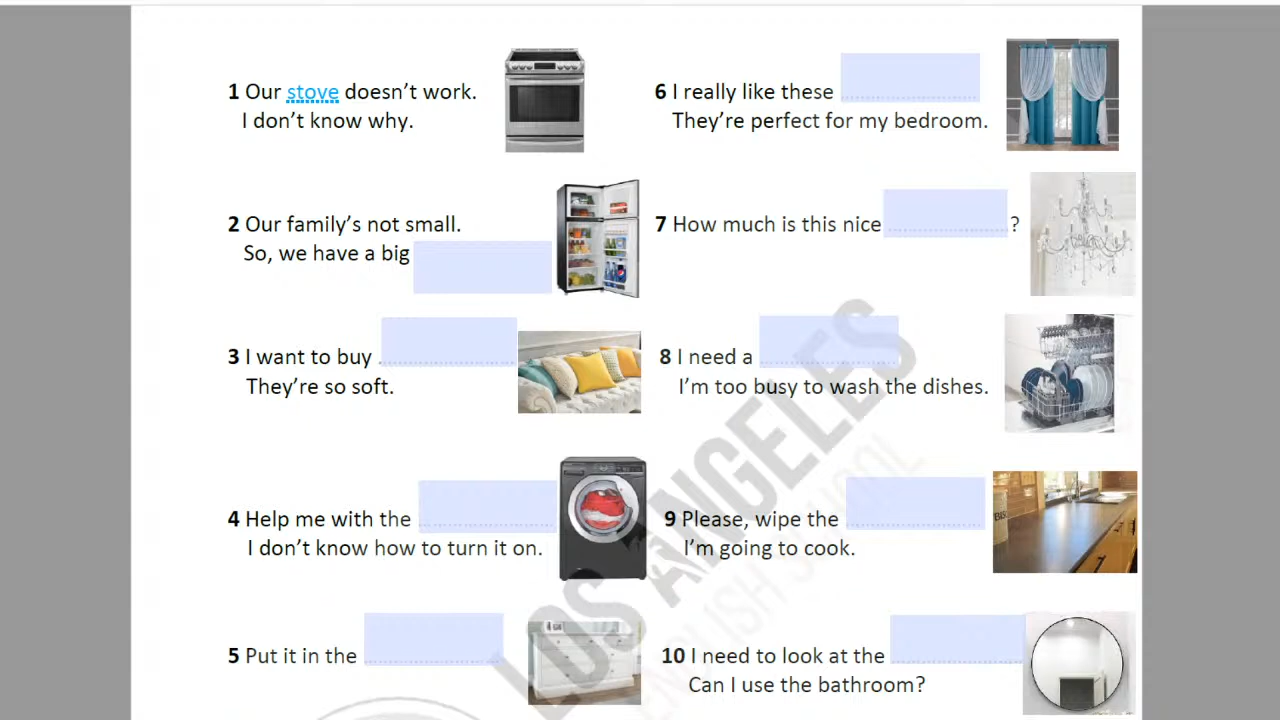 1 Our stove doesn't work.
I don't know why.
2 Our family's not small.
So, we have a big
3 I want to buy
They're so soft.
4 Help me with the
I don't know how to turn it on.
5 Put it in the
6 I really like these
They're perfect for my bedroom.
7 How much is this nice ?
8 I need a
I'm too busy to wash the dishes.
9 Please, wipe the
I'm going to cook.
10 I need to look at the
Can I use the bathroom?
LOS ANGELES
ENGLISH SCHOOL